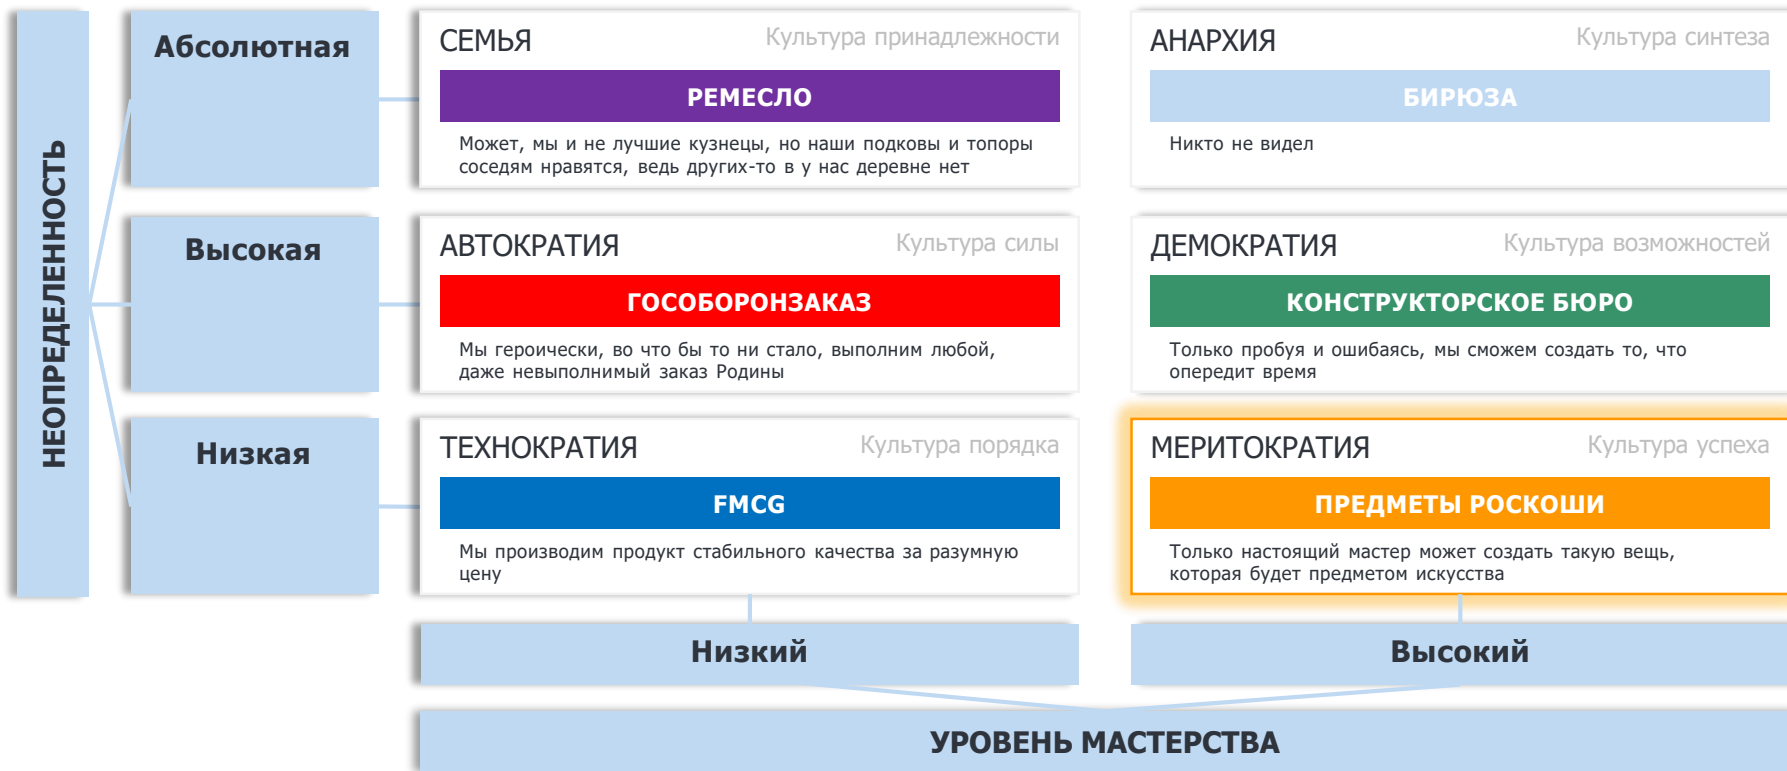 НЕОПРЕДЕЛЕННОСТЬ
Абсолютная
СЕМЬЯ
Культура принадлежности
РЕМЕСЛО
Может, мы и не лучшие кузнецы, но наши подковы и топоры
соседям нравятся, ведь других-то в у нас деревне нет
АНАРХИЯ
Культура синтеза
БИРЮЗА
Никто не видел
Высокая
АВТОКРАТИЯ
Культура силы
ГОСОБОРОНЗАКАЗ
Мы героически, во что бы то ни стало, выполним любой,
даже невыполнимый заказ Родины
ДЕМОКРАТИЯ
Культура возможностей
КОНСТРУКТОРСКОЕ БЮРО
Только пробуя и ошибаясь, мы сможем создать то, что
опередит время
Низкая
ТЕХНОКРАТИЯ
Культура порядка
FMCG
Мы производим продукт стабильного качества за разумную
цену
МЕРИТОКРАТИЯ
Культура успеха
ПРЕДМЕТЫ РОСКОШИ
Только настоящий мастер может создать такую вещь,
которая будет предметом искусства
Низкий
Высокий
УРОВЕНЬ МАСТЕРСТВА